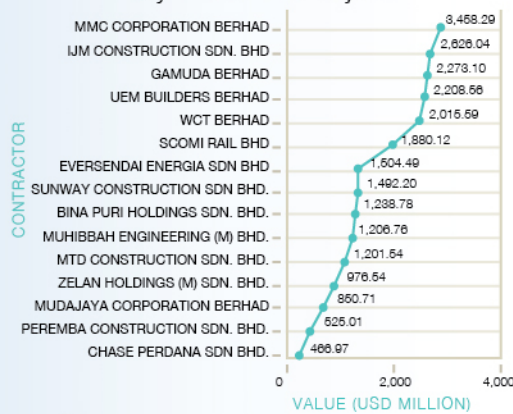 MMC CORPORATION BERHAD 3,458.29
IJM CONSTRUCTION SDN. BHD 2,626.04
GAMUDA BERHAD 2,273.10
UEM BUILDERS BERHAD 2,208.56
WCT BERHAD 2,015.59
SCOMI RAIL BHD 1,880.12
EVERSENDAI ENERGIA SDN BHD 1,504.49
SUNWAY CONSTRUCTION SDN BHD. 1,492.20
BINA PURI HOLDINGS SDN. BHD. 1,238.78
MUHIBBAH ENGINEERING (M) BHD. 1,206.76
MTD CONSTRUCTION SDN. BHD. 1,201.54
ZELAN HOLDINGS (M) SDN. BHD. 976.54
MUDAJAYA CORPORATION BERHAD 850.71
PEREMBA CONSTRUCTION SDN. BHD. 525.01
CHASE PERDANA SDN BHD. 466.97
CONTRACTOR
0 2,000 4,000
VALUE (USD MILLION)